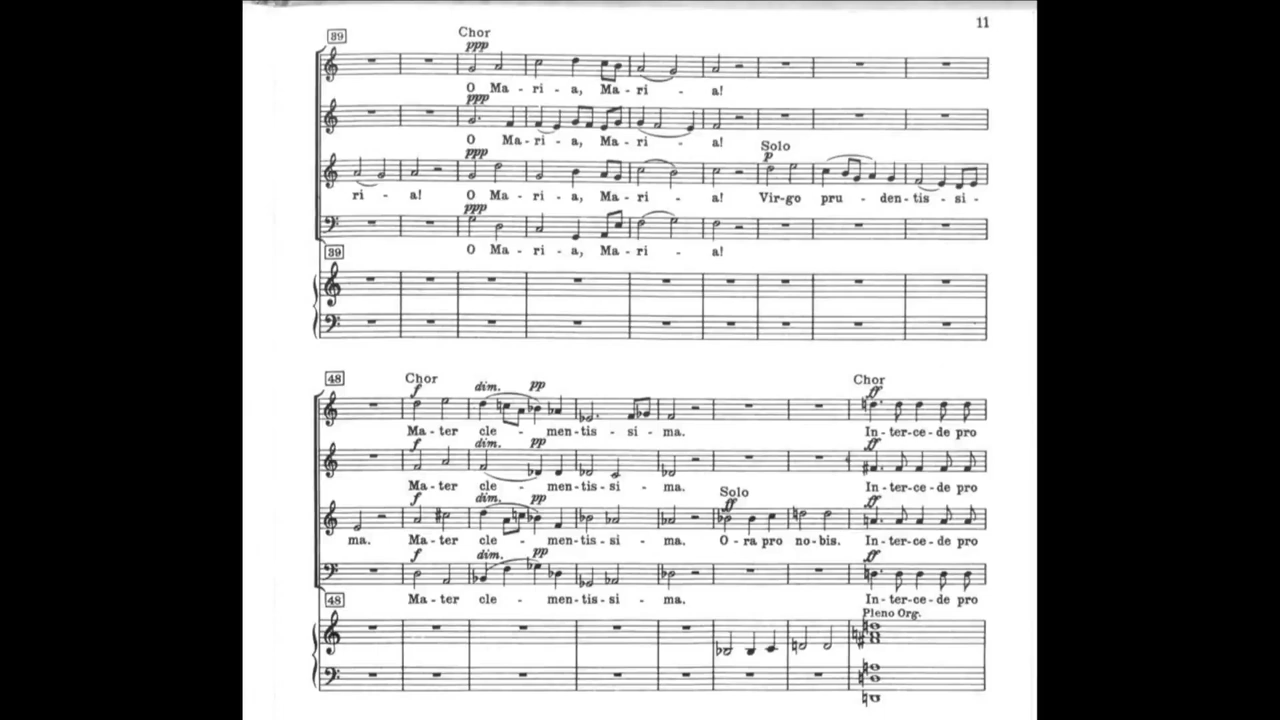 11
39
Chor
ppp
O Ma - ri - a, Ma - ri - a!
ppp
O Ma - ri - a, Ma - ri - a!
Solo
ppp
p
ri - a! O Ma - ri - a, Ma - ri - a! Vir-go pru - den-tis - si -
ppp
O Ma - ri - a, Ma - ri - a!
39
48
Chor
Chor
f dim. pp ff
Ma - ter cle - men-tis - si - ma. In-ter-ce-de pro
f dim. pp ff
Ma - ter cle - men-tis-si - ma. In-ter-ce-de pro
Solo
f dim. pp ff ff
ma. Ma - ter cle - men-tis-si - ma. O-ra pro no-bis. In-ter-ce-de pro
f dim. pp ff
Ma - ter cle - men-tis-si - ma. In-ter-ce-de pro
48
Pleno Org.